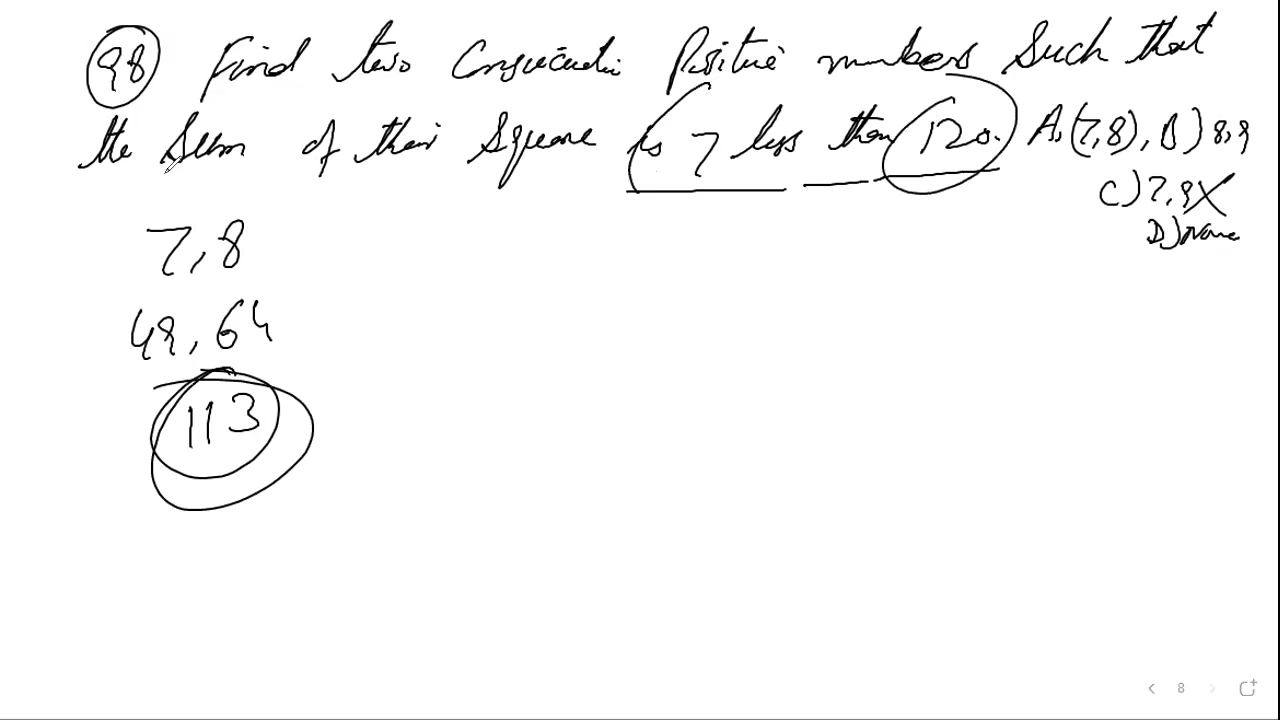 98 Find two Consecutive Positive numbers Such that
the Sum of their Square is 7 less than 120. A, (7,8), B) 8,9
C) 7,9 X
D) None
7,8
49, 64
113
8